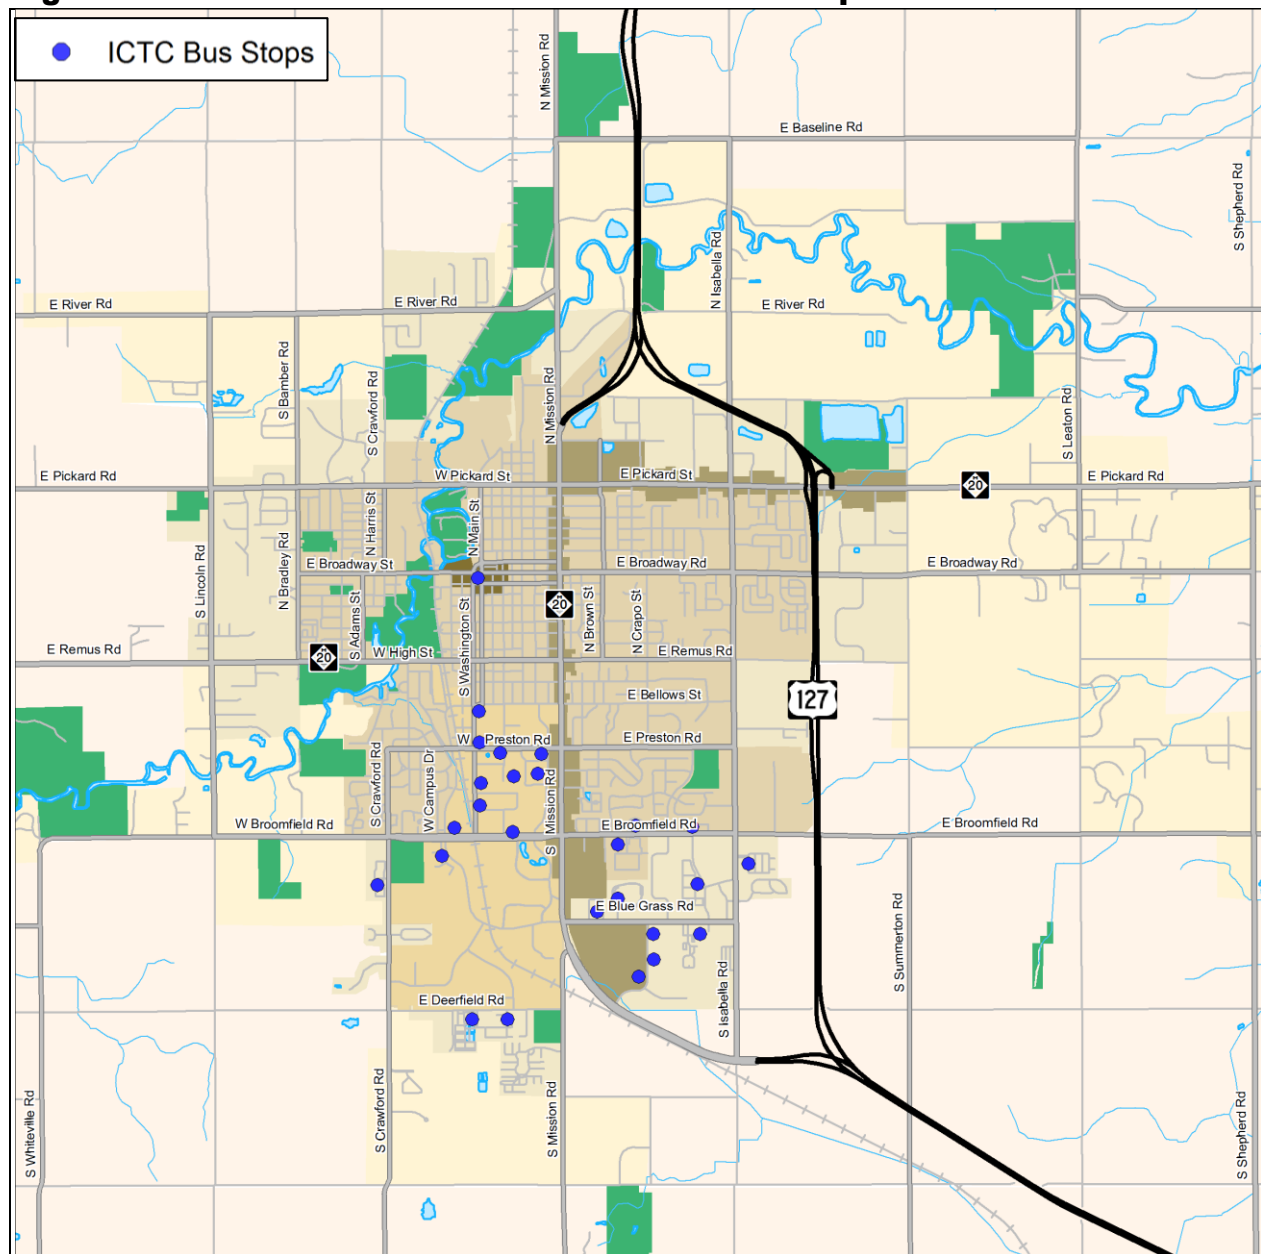 ICTC Bus Stops
N Mission Rd
E Baseline Rd
S Shepherd Rd
N Isabella Rd
E River Rd
E River Rd
E River Rd
S Bamber Rd
S Crawford Rd
N Mission Rd
S Leaton Rd
E Pickard Rd
W Pickard St
E Pickard St
20
E Pickard Rd
N Harris St
N Main St
S Lincoln Rd
N Bradley Rd
E Broadway St
E Broadway Rd
E Broadway Rd
S Adams St
S Washington St
20
N Brown St
N Crapo St
E Remus Rd
20
W High St
E Remus Rd
E Bellows St
127
W Preston Rd
E Preston Rd
S Crawford Rd
W Campus Dr
S Mission Rd
W Broomfield Rd
E Broomfield Rd
E Broomfield Rd
E Blue Grass Rd
S Summerton Rd
S Isabella Rd
E Deerfield Rd
S Whiteville Rd
S Crawford Rd
S Mission Rd
S Shepherd Rd